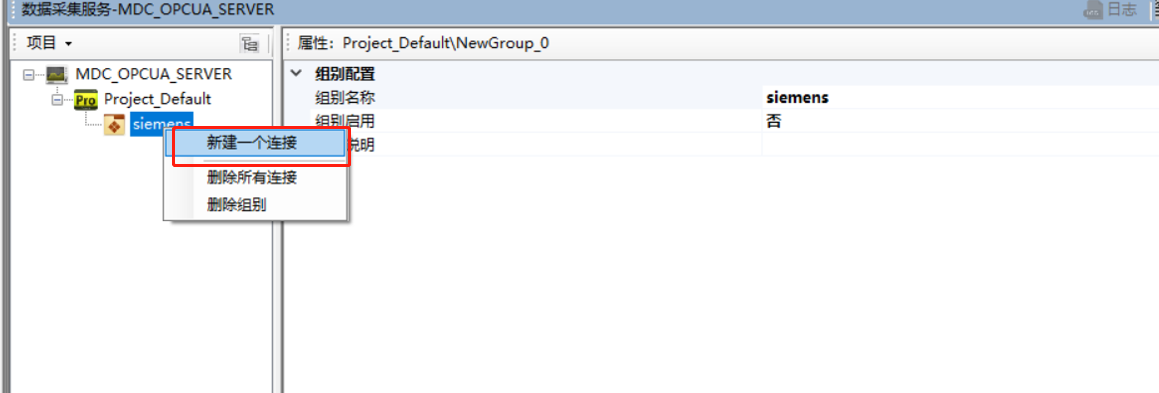 数据采集服务-MDC_OPCUA_SERVER
日志
项目
属性: Project_Default\NewGroup_0
MDC_OPCUA_SERVER
Pro Project_Default
siemens
组别配置
组别名称 siemens
组别启用 否
说明
新建一个连接
删除所有连接
删除组别